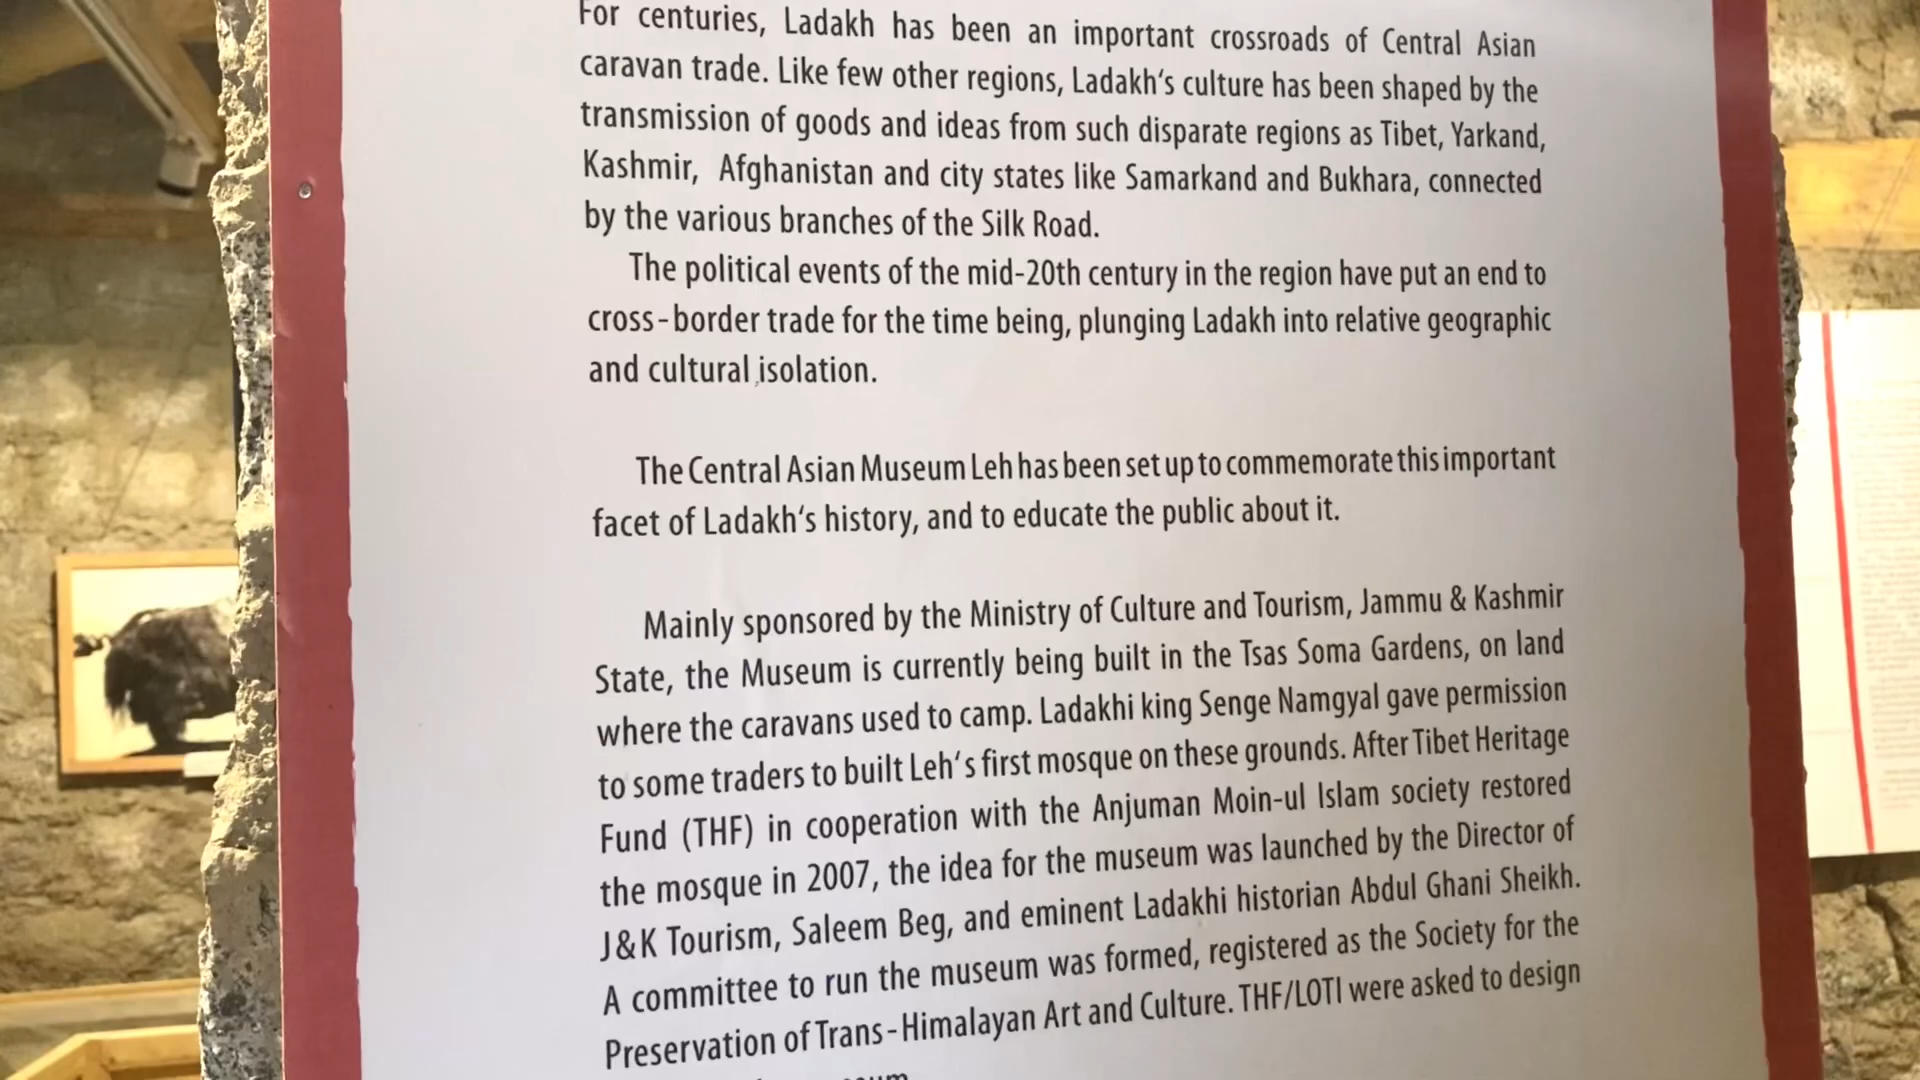 For centuries, Ladakh has been an important crossroads of Central Asian
caravan trade. Like few other regions, Ladakh‘s culture has been shaped by the
transmission of goods and ideas from such disparate regions as Tibet, Yarkand,
Kashmir, Afghanistan and city states like Samarkand and Bukhara, connected
by the various branches of the Silk Road.
The political events of the mid-20th century in the region have put an end to
cross-border trade for the time being, plunging Ladakh into relative geographic
and cultural isolation.
The Central Asian Museum Leh has been set up to commemorate this important
facet of Ladakh‘s history, and to educate the public about it.
Mainly sponsored by the Ministry of Culture and Tourism, Jammu & Kashmir
State, the Museum is currently being built in the Tsas Soma Gardens, on land
where the caravans used to camp. Ladakhi king Senge Namgyal gave permission
to some traders to built Leh‘s first mosque on these grounds. After Tibet Heritage
Fund (THF) in cooperation with the Anjuman Moin-ul Islam society restored
the mosque in 2007, the idea for the museum was launched by the Director of
J&K Tourism, Saleem Beg, and eminent Ladakhi historian Abdul Ghani Sheikh.
A committee to run the museum was formed, registered as the Society for the
Preservation of Trans-Himalayan Art and Culture. THF/LOTI were asked to design